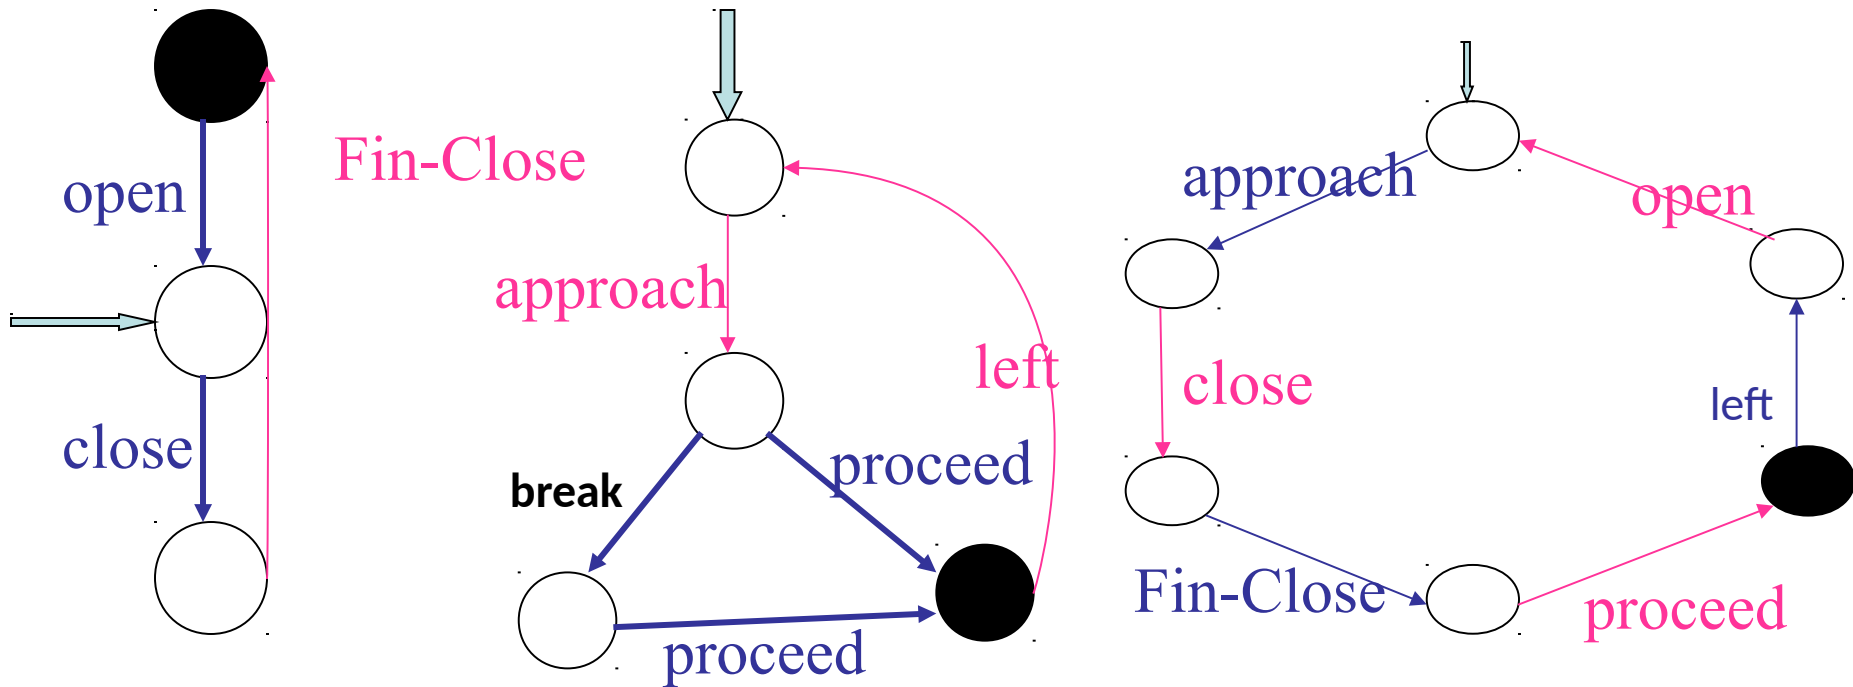 open
close
Fin-Close
approach
left
break
proceed
proceed
approach
open
close
left
Fin-Close
proceed